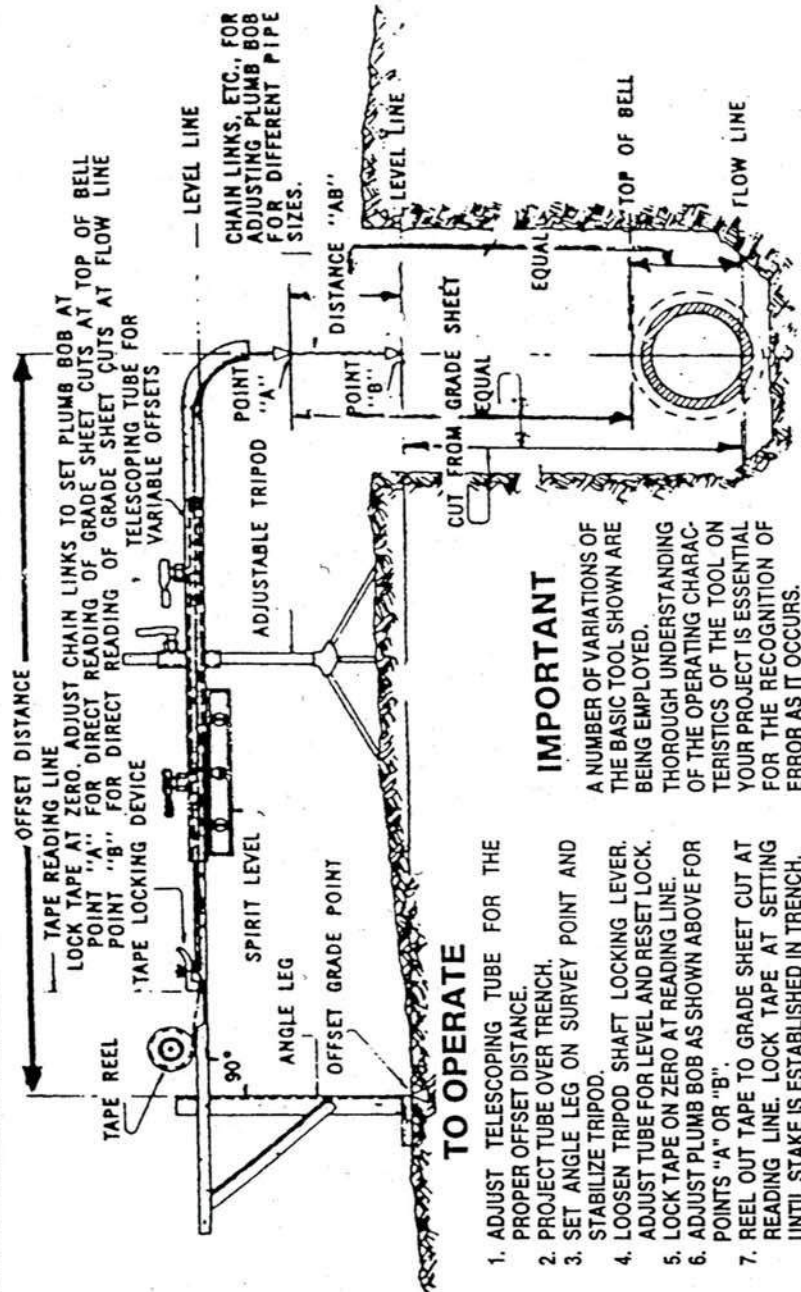 OFFSET DISTANCE
TAPE READING LINE
LOCK TAPE AT ZERO. ADJUST CHAIN LINKS TO SET PLUMB BOB AT
POINT "A" FOR DIRECT READING OF GRADE SHEET CUTS AT TOP OF BELL
POINT "B" FOR DIRECT READING OF GRADE SHEET CUTS AT FLOW LINE
TAPE LOCKING DEVICE
TELESCOPING TUBE FOR
VARIABLE OFFSETS
TAPE REEL
LEVEL LINE
90°
SPIRIT LEVEL
ANGLE LEG
OFFSET GRADE POINT
ADJUSTABLE TRIPOD
POINT
"A"
CHAIN LINKS, ETC., FOR
ADJUSTING PLUMB BOB
FOR DIFFERENT PIPE
SIZES.
DISTANCE "AB"
POINT
"B"
LEVEL LINE
CUT FROM GRADE SHEET
EQUAL
EQUAL
TOP OF BELL
FLOW LINE
TO OPERATE
1. ADJUST TELESCOPING TUBE FOR THE
PROPER OFFSET DISTANCE.
2. PROJECT TUBE OVER TRENCH.
3. SET ANGLE LEG ON SURVEY POINT AND
STABILIZE TRIPOD.
4. LOOSEN TRIPOD SHAFT LOCKING LEVER.
ADJUST TUBE FOR LEVEL AND RESET LOCK.
5. LOCK TAPE ON ZERO AT READING LINE.
6. ADJUST PLUMB BOB AS SHOWN ABOVE FOR
POINTS "A" OR "B".
7. REEL OUT TAPE TO GRADE SHEET CUT AT
READING LINE. LOCK TAPE AT SETTING
UNTIL STAKE IS ESTABLISHED IN TRENCH.
IMPORTANT
A NUMBER OF VARIATIONS OF
THE BASIC TOOL SHOWN ARE
BEING EMPLOYED.
THOROUGH UNDERSTANDING
OF THE OPERATING CHARAC-
TERISTICS OF THE TOOL ON
YOUR PROJECT IS ESSENTIAL
FOR THE RECOGNITION OF
ERROR AS IT OCCURS.